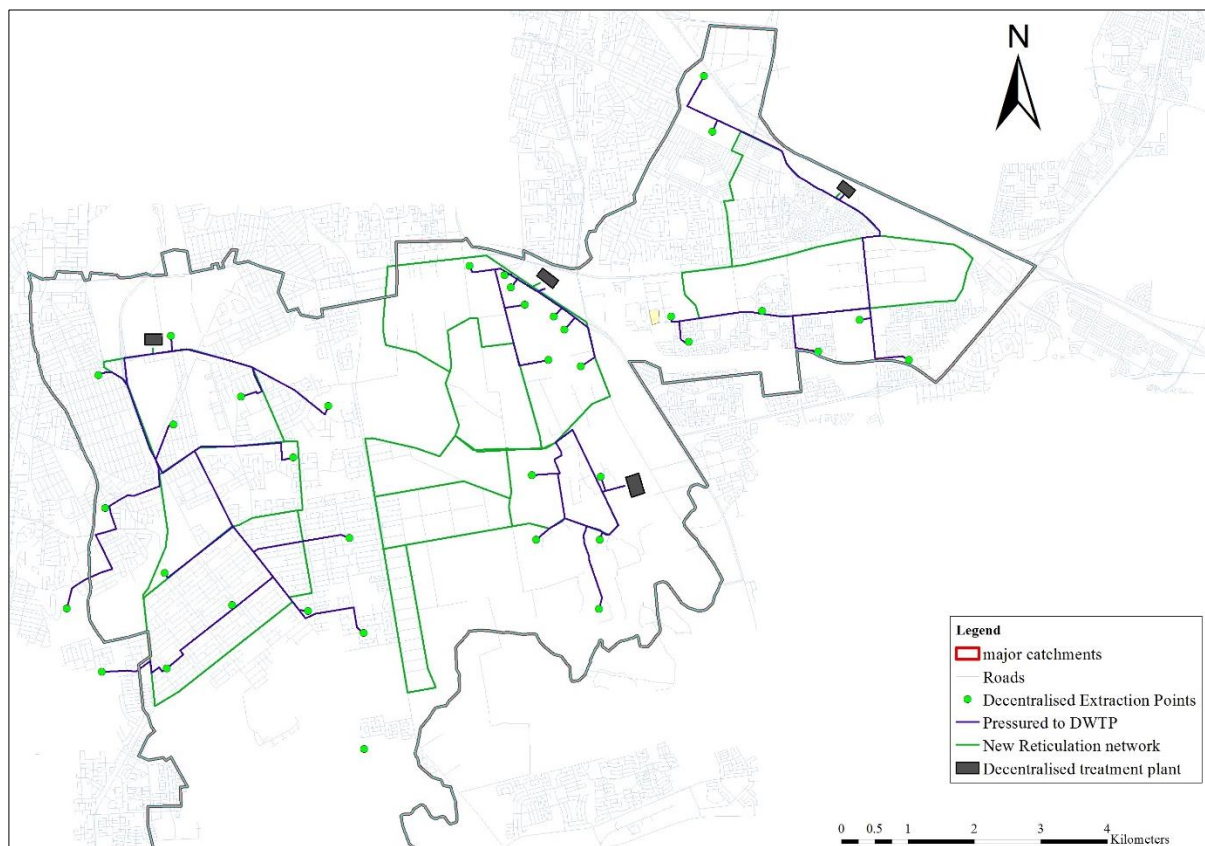 N
Legend
major catchments
Roads
Decentralised Extraction Points
Pressured to DWTP
New Reticulation network
Decentralised treatment plant
0 0.5 1 2 3 4
Kilometers